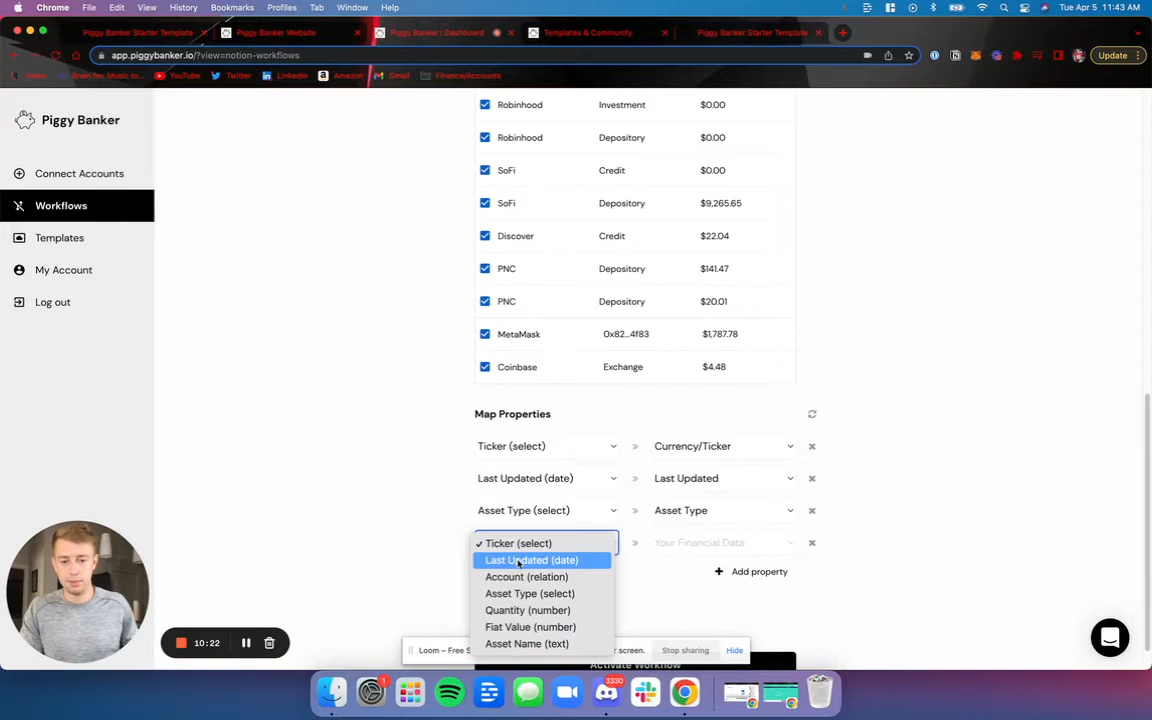 Chrome File Edit View History Bookmarks Profiles Tab Window Help Tue Apr 5 11:43 AM
Piggy Banker Starter Template Piggy Banker Website Piggy Banker | Dashboard Templates & Community Piggy Banker Starter Template
app.piggybanker.io/?view=notion-workflows Update
Home Brain.fm: Music to... YouTube Twitter LinkedIn Amazon Gmail Finance/Accounts
Piggy Banker
Connect Accounts
Workflows
Templates
My Account
Log out
Robinhood Investment $0.00
Robinhood Depository $0.00
SoFi Credit $0.00
SoFi Depository $9,265.65
Discover Credit $22.04
PNC Depository $141.47
PNC Depository $20.01
MetaMask 0x82...4f83 $1,787.78
Coinbase Exchange $4.48
Map Properties
Ticker (select) » Currency/Ticker
Last Updated (date) » Last Updated
Asset Type (select) » Asset Type
✓ Ticker (select) » Your Financial Data
Last Updated (date)
Account (relation)
Asset Type (select)
Quantity (number)
Fiat Value (number)
Asset Name (text)
+ Add property
10:22
Loom – Free S r screen. Stop sharing Hide
Activate Workflow
1
3330